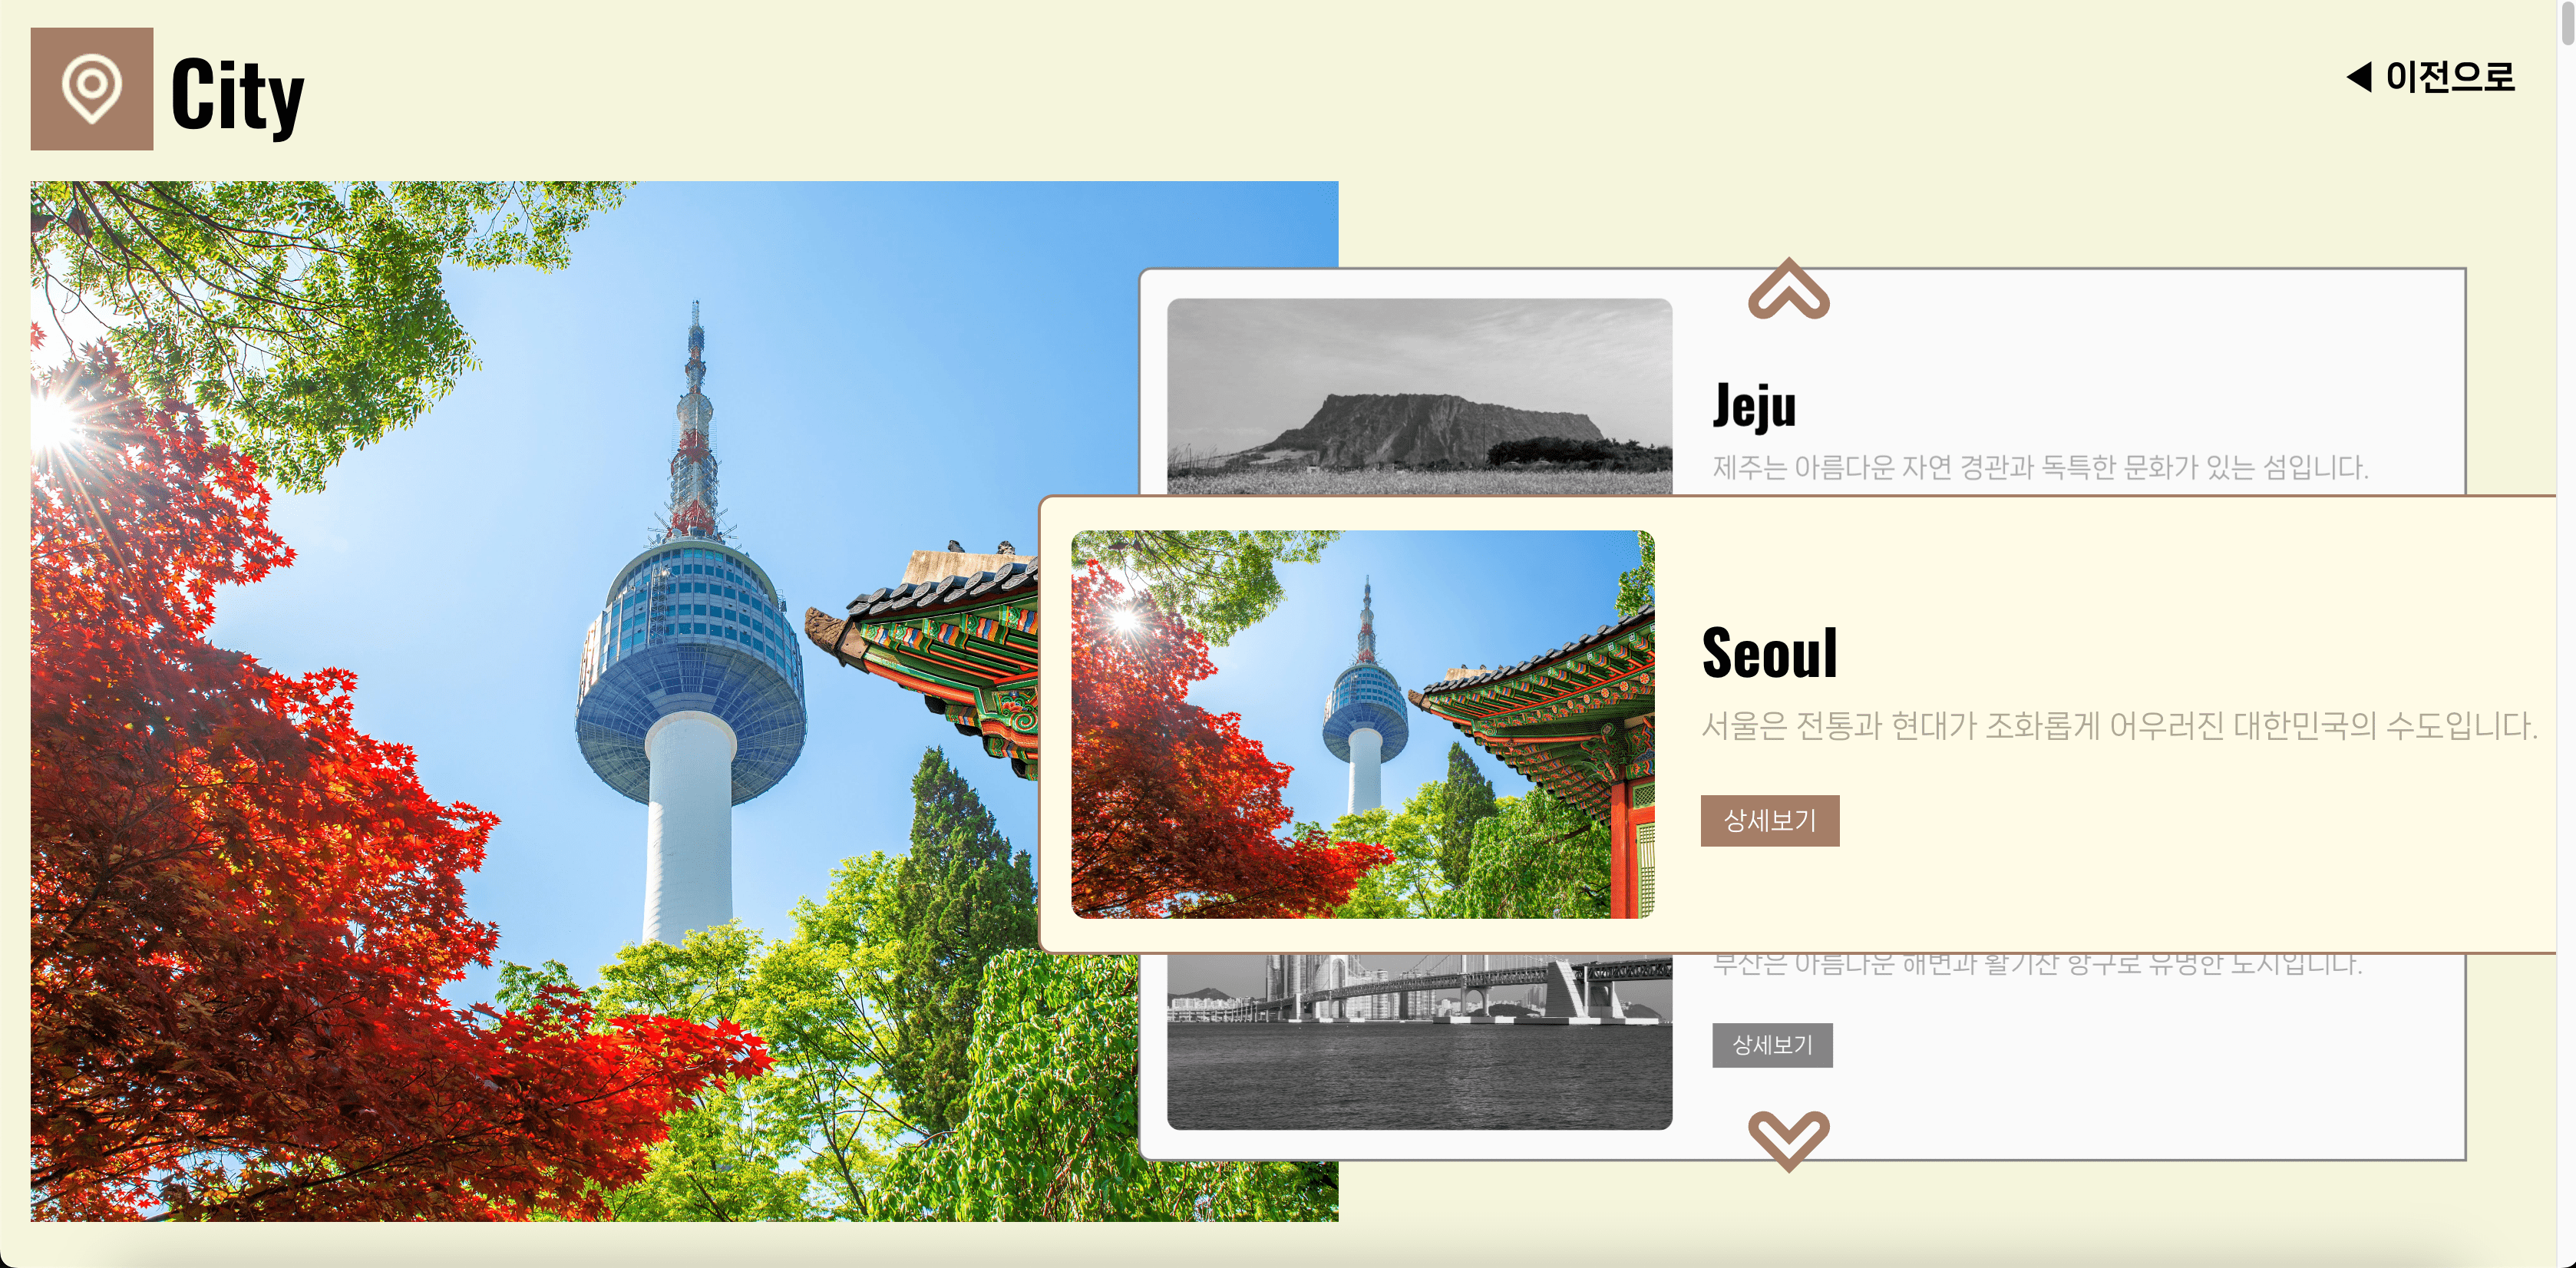 City
◀ 이전으로
Jeju
제주는 아름다운 자연 경관과 독특한 문화가 있는 섬입니다.
Seoul
서울은 전통과 현대가 조화롭게 어우러진 대한민국의 수도입니다.
상세보기
부산은 아름다운 해변과 활기찬 항구로 유명한 도시입니다.
상세보기